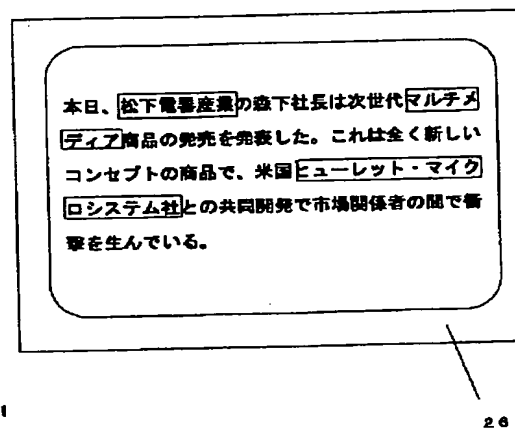 本日、松下電器産業の森下社長は次世代マルチメ
ディア商品の発売を発表した。これは全く新しい
コンセプトの商品で、米国ヒューレット・マイク
ロシステム社との共同開発で市場関係者の間で衝
撃を生んでいる。
26